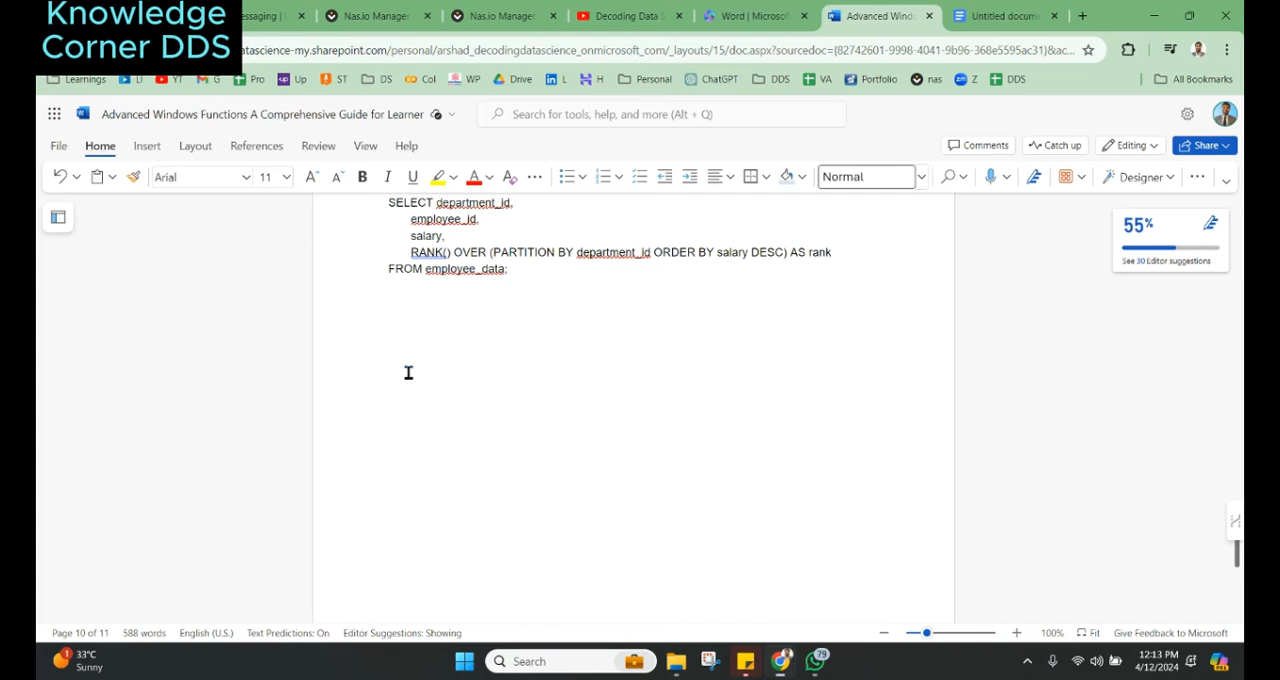 Knowledge
Corner DDS
essaging |
Nas.io Manager
Nas.io Manager
Decoding Data S
Word | Microsof
Advanced Wind
Untitled docume
atascience-my.sharepoint.com/personal/arshad_decodingdatascience_onmicrosoft_com/_layouts/15/doc.aspx?sourcedoc={82742601-9998-4041-9b96-368e5595ac31}&ac...
Learnings
LI
YT
G
Pro
Up
ST
DS
Col
WP
Drive
L
H
Personal
ChatGPT
DDS
VA
Portfolio
nas
Z
DDS
All Bookmarks
Advanced Windows Functions A Comprehensive Guide for Learner
Search for tools, help, and more (Alt + Q)
File Home Insert Layout References Review View Help
Comments Catch up Editing Share
Arial 11 Normal Designer
SELECT department_id,
employee_id,
salary,
RANK() OVER (PARTITION BY department_id ORDER BY salary DESC) AS rank
FROM employee_data;
55%
See 30 Editor suggestions
Page 10 of 11 588 words English (U.S.) Text Predictions: On Editor Suggestions: Showing 100% Fit Give Feedback to Microsoft
33°C
Sunny
Search
79
12:13 PM
4/12/2024